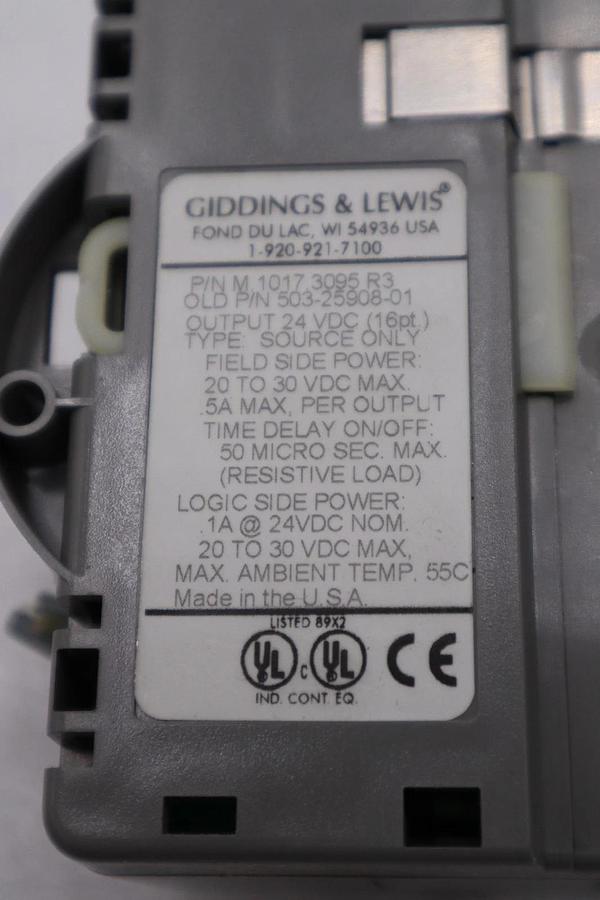 GIDDINGS & LEWIS®
FOND DU LAC, WI 54936 USA
1-920-921-7100
P/N M.1017.3095 R3
OLD P/N 503-25908-01
OUTPUT 24 VDC (16pt.)
TYPE: SOURCE ONLY
FIELD SIDE POWER:
20 TO 30 VDC MAX.
.5A MAX, PER OUTPUT
TIME DELAY ON/OFF:
50 MICRO SEC. MAX.
(RESISTIVE LOAD)
LOGIC SIDE POWER:
.1A @ 24VDC NOM.
20 TO 30 VDC MAX,
MAX. AMBIENT TEMP. 55C
Made in the U.S.A.
LISTED 89X2
UL C UL CE
IND. CONT. EQ.